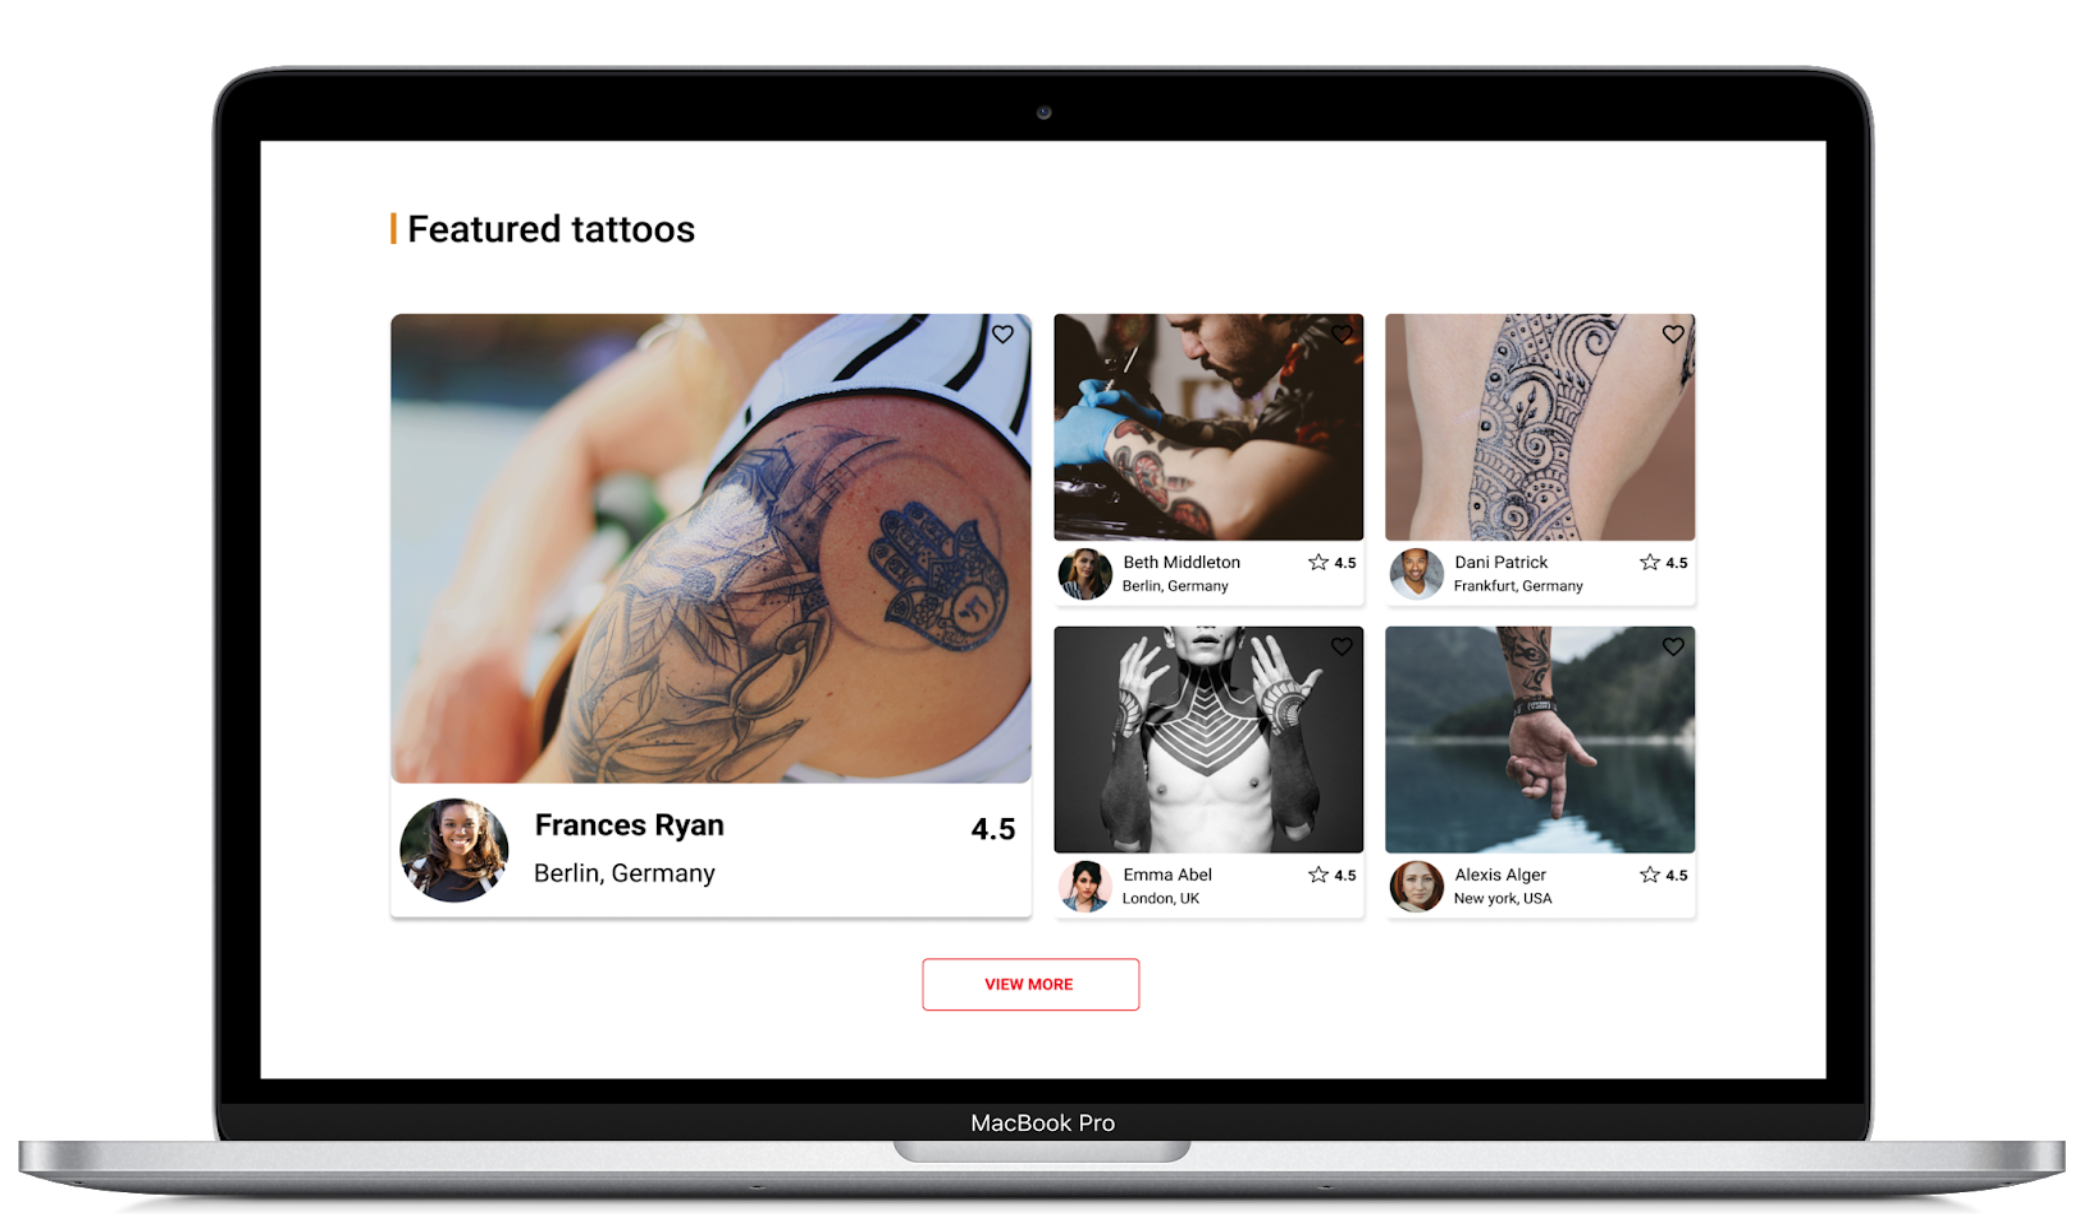 Featured tattoos
Frances Ryan
4.5
Berlin, Germany
Beth Middleton
4.5
Berlin, Germany
Dani Patrick
4.5
Frankfurt, Germany
Emma Abel
4.5
London, UK
Alexis Alger
4.5
New york, USA
VIEW MORE
MacBook Pro